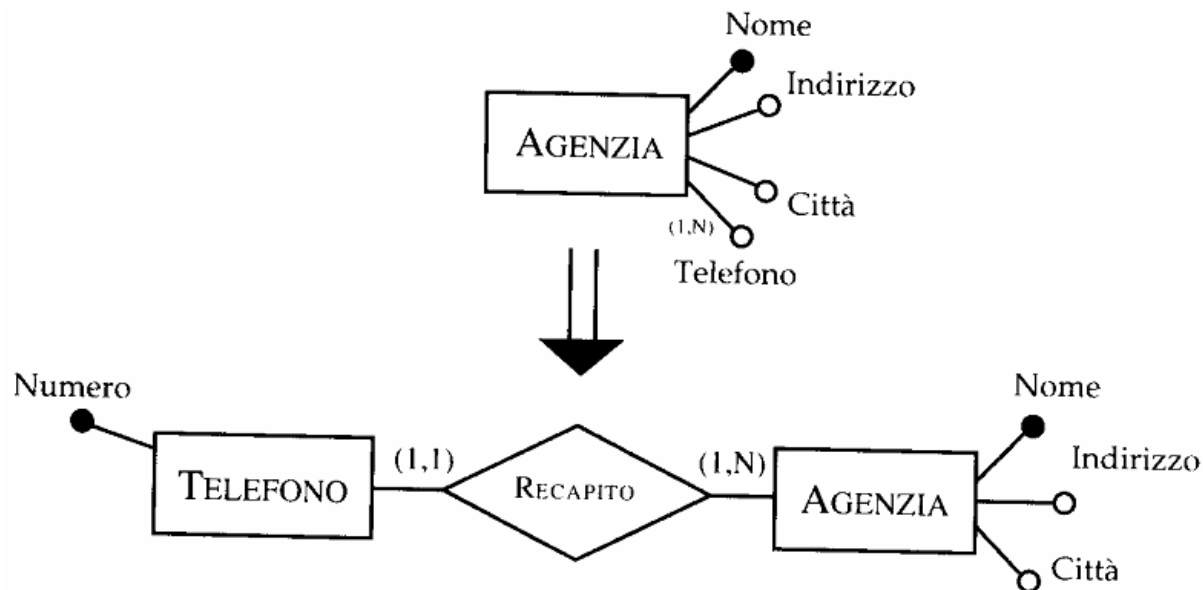 Nome
Indirizzo
AGENZIA
Città
(1,N)
Telefono
Numero
Nome
(1,1)
(1,N)
Indirizzo
TELEFONO
RECAPITO
AGENZIA
Città